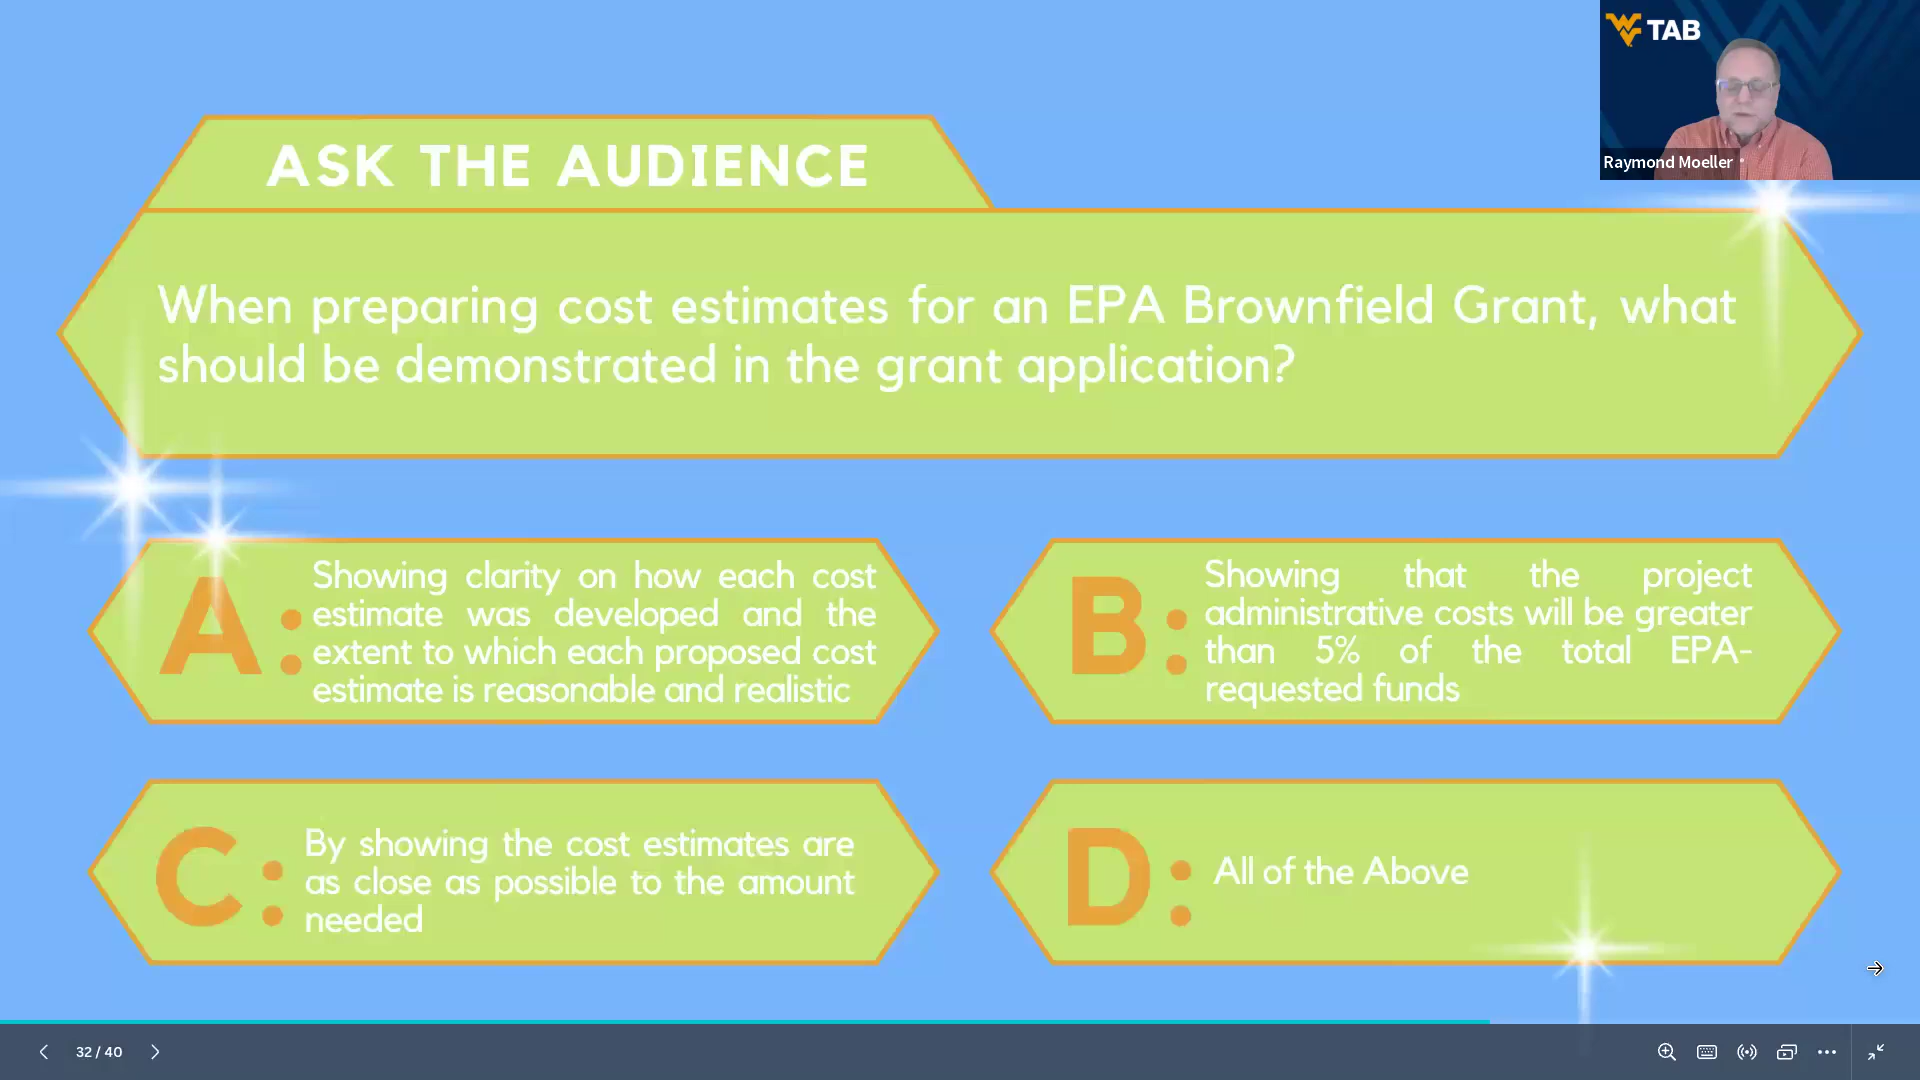 WV TAB
Raymond Moeller
ASK THE AUDIENCE
When preparing cost estimates for an EPA Brownfield Grant, what
should be demonstrated in the grant application?
A:
Showing clarity on how each cost
estimate was developed and the
extent to which each proposed cost
estimate is reasonable and realistic
B:
Showing that the project
administrative costs will be greater
than 5% of the total EPA-
requested funds
C:
By showing the cost estimates are
as close as possible to the amount
needed
D:
All of the Above
32 / 40